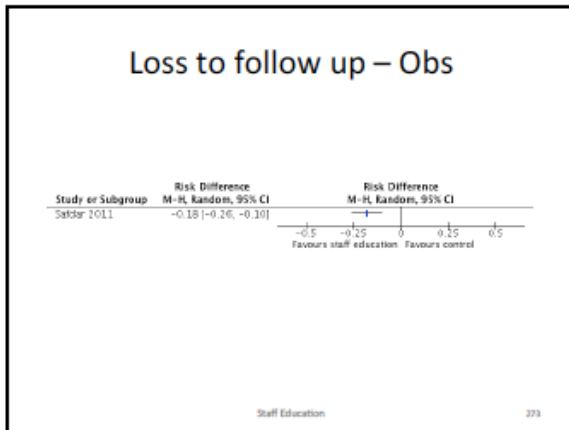 Loss to follow up – Obs
Risk Difference Risk Difference
Study or Subgroup M-H, Random, 95% CI M-H, Random, 95% CI
Safdar 2011 -0.18 [-0.26, -0.10]
-0.5 -0.25 0 0.25 0.5
Favours staff education Favours control
Staff Education 273